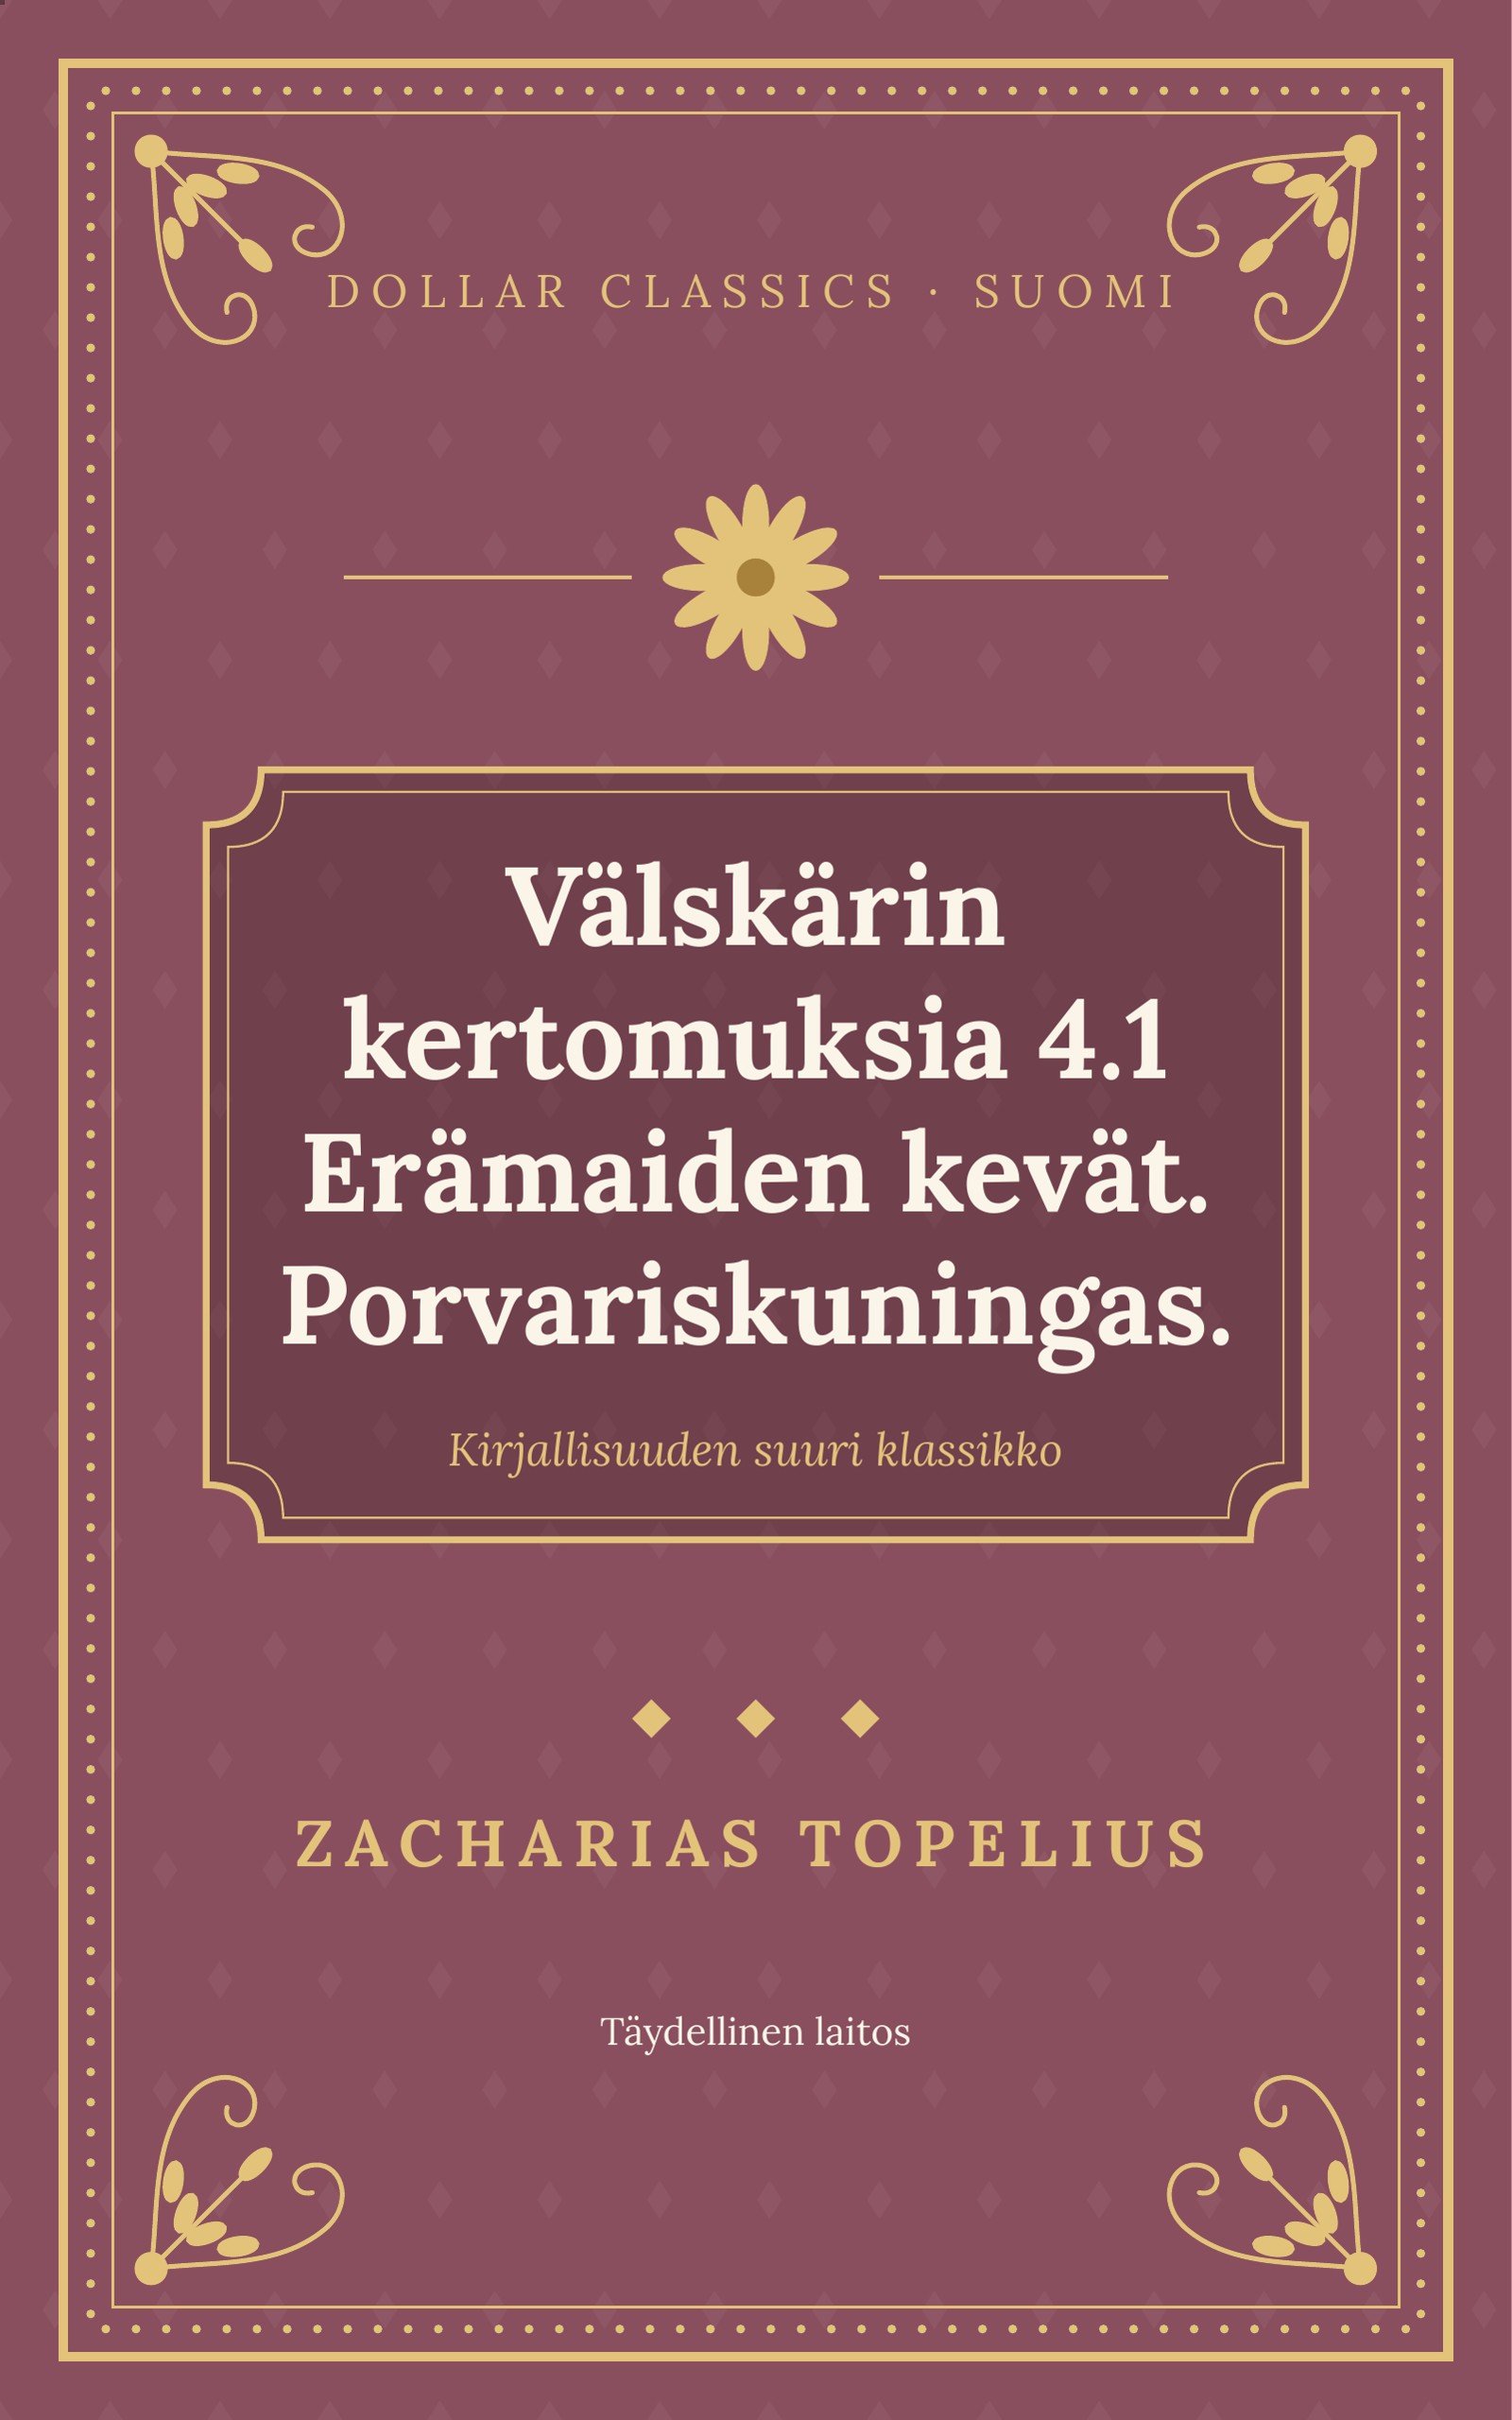 DOLLAR CLASSICS · SUOMI
Välskärin
kertomuksia 4.1
Erämaiden kevät.
Porvariskuningas.
Kirjallisuuden suuri klassikko
ZACHARIAS TOPELIUS
Täydellinen laitos